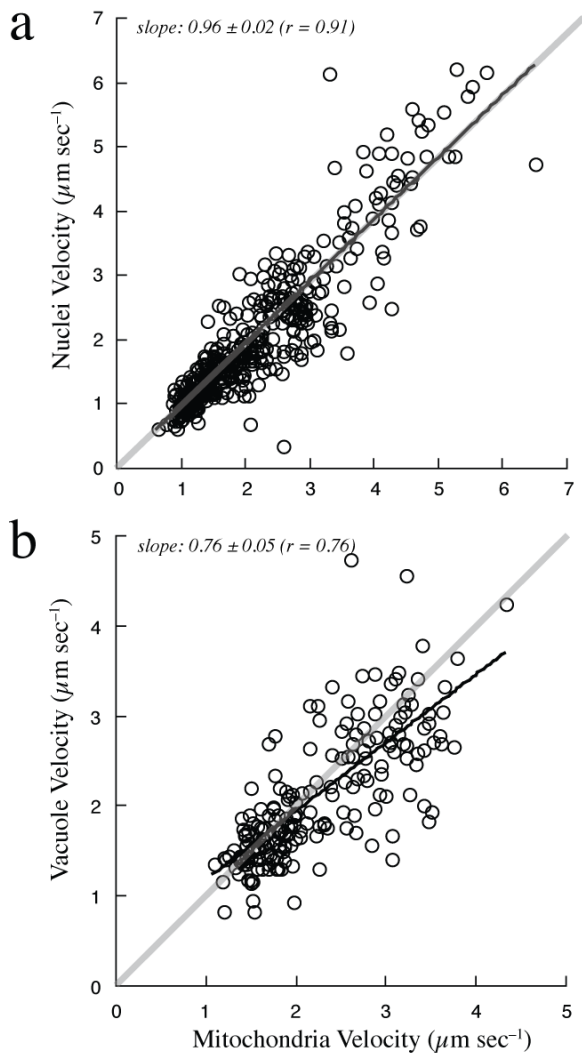 a
slope: 0.96 ± 0.02 (r = 0.91)
7
6
5
4
3
2
1
0
Nuclei Velocity (µm sec⁻¹)
0 1 2 3 4 5 6 7
b
slope: 0.76 ± 0.05 (r = 0.76)
5
4
3
2
1
0
Vacuole Velocity (µm sec⁻¹)
0 1 2 3 4 5
Mitochondria Velocity (µm sec⁻¹)